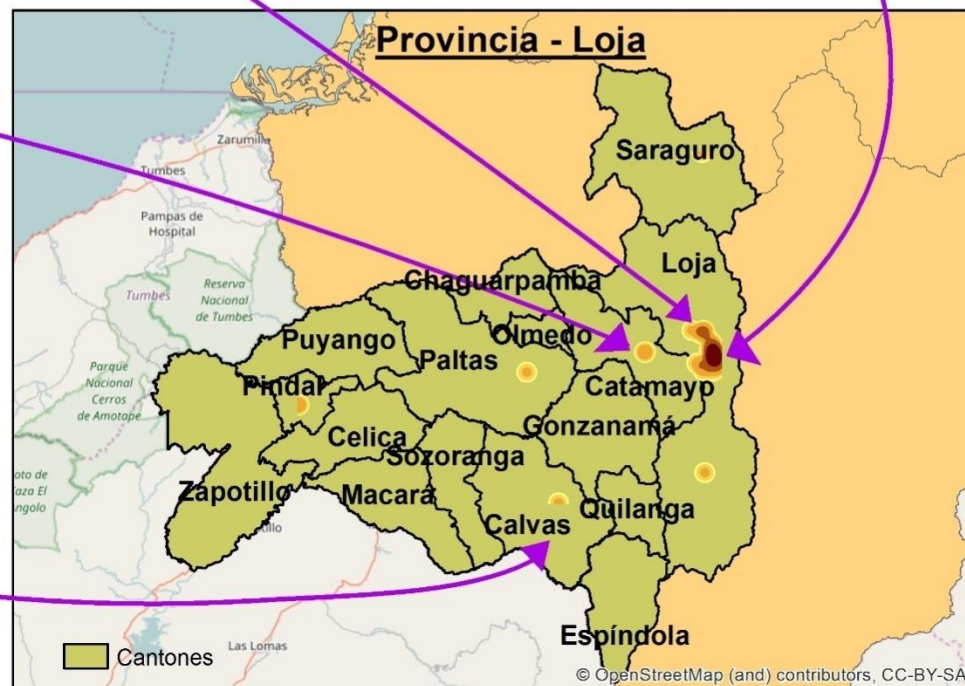 Provincia - Loja
Zarumilla
Saraguro
Tumbes
Pampas de
Hospital
Loja
Chaguarpamba
Reserva
Nacional
de Tumbes
Tumbes
Olmedo
Puyango
Paltas
Parque
Nacional
Cerros
de Amotape
Pindal
Catamayo
Gonzanamá
Celica
Sozoranga
Zapotillo
Macará
Quilanga
Calvas
Espíndola
Las Lomas
Cantones
© OpenStreetMap (and) contributors, CC-BY-SA